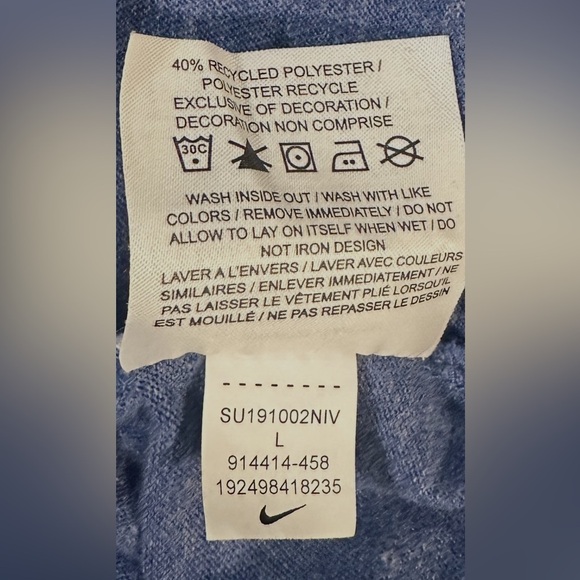 40% RECYCLED POLYESTER /
POLYESTER RECYCLE
EXCLUSIVE OF DECORATION /
DECORATION NON COMPRISE
30C
WASH INSIDE OUT / WASH WITH LIKE
COLORS / REMOVE IMMEDIATELY / DO NOT
ALLOW TO LAY ON ITSELF WHEN WET / DO
NOT IRON DESIGN
LAVER A L'ENVERS / LAVER AVEC COULEURS
SIMILAIRES / ENLEVER IMMEDIATEMENT / NE
PAS LAISSER LE VÊTEMENT PLIÉ LORSQU'IL
EST MOUILLÉ / NE PAS REPASSER LE DESSIN
--------
SU191002NIV
L
914414-458
192498418235